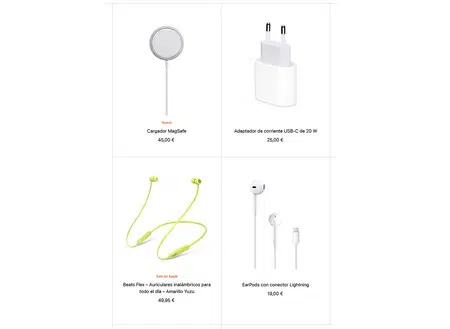 Nuevo
Cargador MagSafe
45,00 €
Adaptador de corriente USB-C de 20 W
25,00 €
Solo en Apple
Beats Flex – Auriculares inalámbricos para
todo el día – Amarillo Yuzu
49,95 €
EarPods con conector Lightning
19,00 €